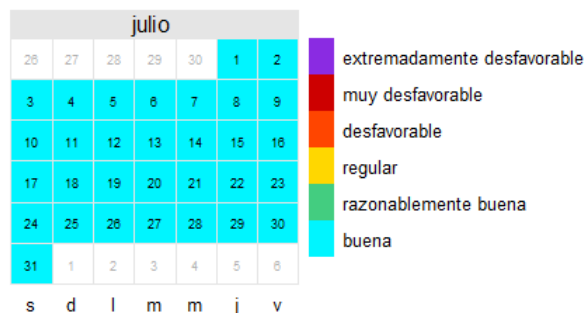 julio
26 27 28 29 30 1 2
3 4 5 6 7 8 9
10 11 12 13 14 15 16
17 18 19 20 21 22 23
24 25 26 27 28 29 30
31 1 2 3 4 5 6
s d l m m j v
extremadamente desfavorable
muy desfavorable
desfavorable
regular
razonablemente buena
buena